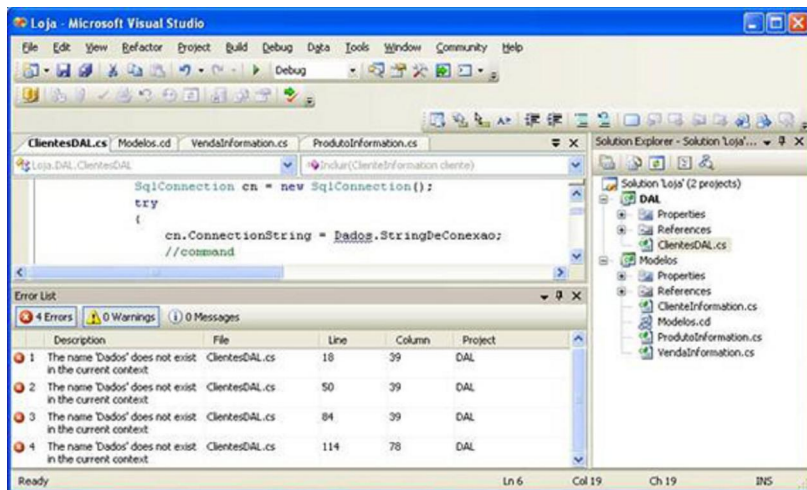 Loja - Microsoft Visual Studio
File Edit View Refactor Project Build Debug Data Tools Window Community Help
Debug
ClientesDAL.cs Modelos.cd VendaInformation.cs ProdutoInformation.cs
Loja.DAL.ClientesDAL Incluir(ClienteInformation cliente)
SqlConnection cn = new SqlConnection();
try
{
cn.ConnectionString = Dados.StringDeConexao;
//command
Solution Explorer - Solution 'Loja'...
Solution 'Loja' (2 projects)
DAL
Properties
References
ClientesDAL.cs
Modelos
Properties
References
ClienteInformation.cs
Modelos.cd
ProdutoInformation.cs
VendaInformation.cs
Error List
4 Errors 0 Warnings 0 Messages
Description File Line Column Project
1 The name 'Dados' does not exist ClientesDAL.cs 18 39 DAL
in the current context
2 The name 'Dados' does not exist ClientesDAL.cs 50 39 DAL
in the current context
3 The name 'Dados' does not exist ClientesDAL.cs 84 39 DAL
in the current context
4 The name 'Dados' does not exist ClientesDAL.cs 114 78 DAL
in the current context
Ready Ln 6 Col 19 Ch 19 INS